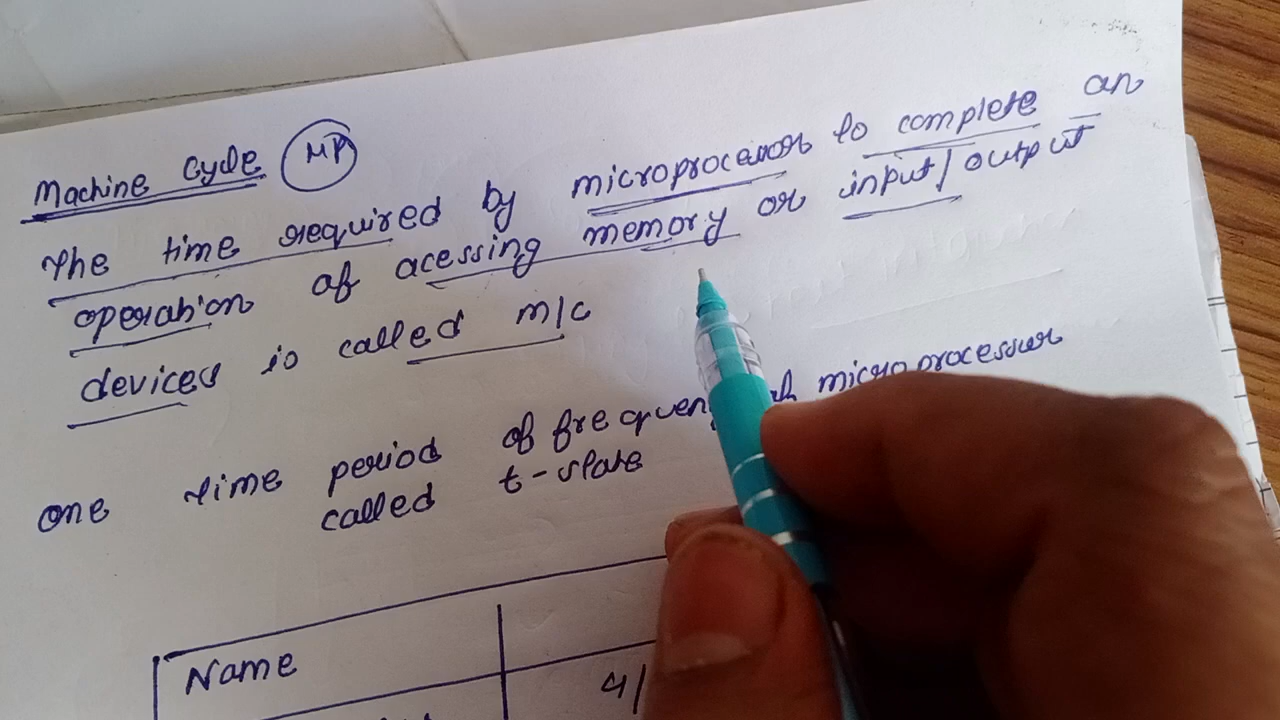 Machine Cycle MP
The time required by microprocessor to complete an
operation of acessing memory or input/output
devices is called m/c
one time period of frequen of microprocessor
called t-state
Name
4/